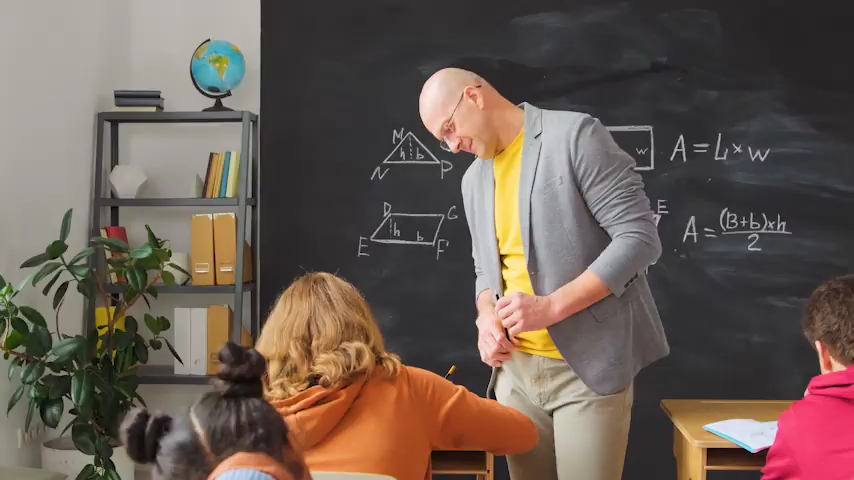 M
h b
N P
w
A = L × w
D G
h b
E F
E
A = (B+b)×h
2